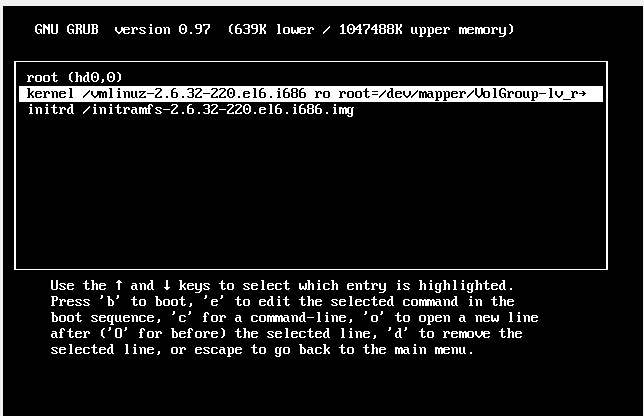 GNU GRUB  version 0.97  (639K lower / 1047488K upper memory)
root (hd0,0)
kernel /vmlinuz-2.6.32-220.el6.i686 ro root=/dev/mapper/VolGroup-lv_r→
initrd /initramfs-2.6.32-220.el6.i686.img
Use the ↑ and ↓ keys to select which entry is highlighted.
Press 'b' to boot, 'e' to edit the selected command in the
boot sequence, 'c' for a command-line, 'o' to open a new line
after ('O' for before) the selected line, 'd' to remove the
selected line, or escape to go back to the main menu.